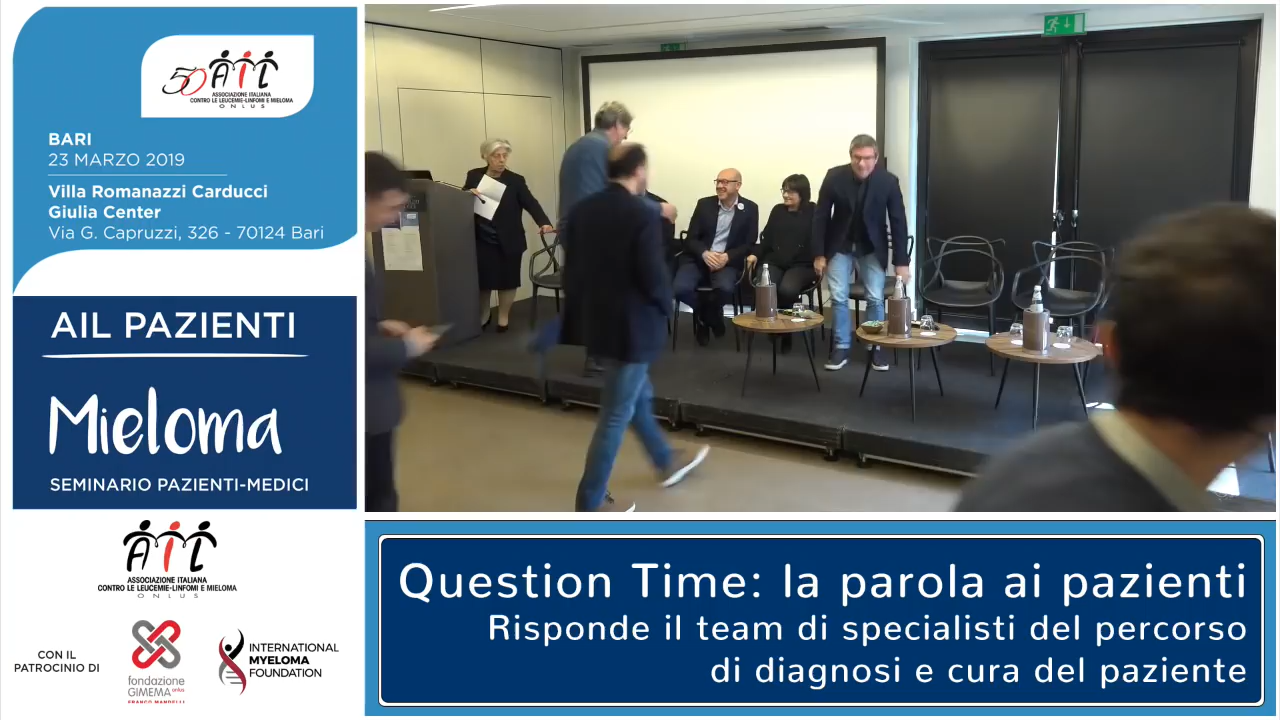 50 AIL
ASSOCIAZIONE ITALIANA
CONTRO LE LEUCEMIE-LINFOMI E MIELOMA
ONLUS
BARI
23 MARZO 2019
Villa Romanazzi Carducci
Giulia Center
Via G. Capruzzi, 326 - 70124 Bari
AIL PAZIENTI
Mieloma
SEMINARIO PAZIENTI-MEDICI
AIL
ASSOCIAZIONE ITALIANA
CONTRO LE LEUCEMIE-LINFOMI E MIELOMA
ONLUS
CON IL
PATROCINIO DI
fondazione
GIMEMA onlus
FRANCO MANDELLI
INTERNATIONAL
MYELOMA
FOUNDATION
Question Time: la parola ai pazienti
Risponde il team di specialisti del percorso
di diagnosi e cura del paziente